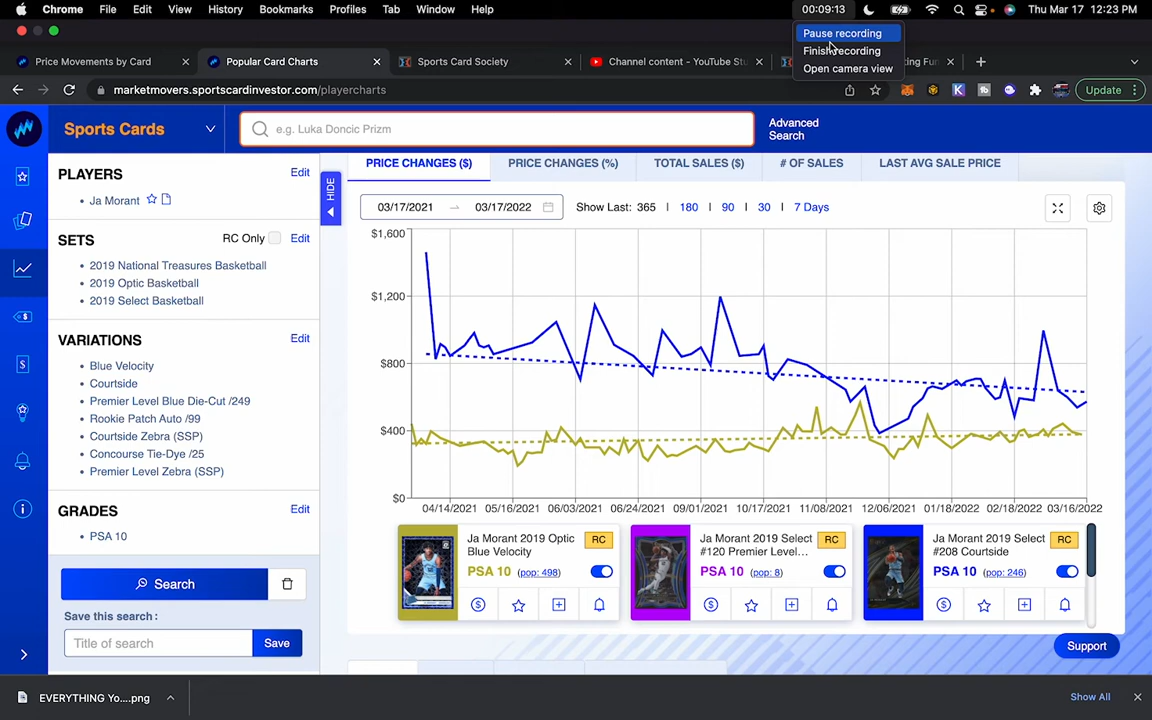 Chrome File Edit View History Bookmarks Profiles Tab Window Help 00:09:13 Thu Mar 17 12:23 PM
Pause recording
Finish recording
Open camera view
Price Movements by Card Popular Card Charts Sports Card Society Channel content - YouTube Stu
marketmovers.sportscardinvestor.com/playercharts Update
Sports Cards e.g. Luka Doncic Prizm Advanced Search
PRICE CHANGES ($) PRICE CHANGES (%) TOTAL SALES ($) # OF SALES LAST AVG SALE PRICE
HIDE
PLAYERS Edit
Ja Morant
SETS RC Only Edit
2019 National Treasures Basketball
2019 Optic Basketball
2019 Select Basketball
VARIATIONS Edit
Blue Velocity
Courtside
Premier Level Blue Die-Cut /249
Rookie Patch Auto /99
Courtside Zebra (SSP)
Concourse Tie-Dye /25
Premier Level Zebra (SSP)
GRADES Edit
PSA 10
Search
Save this search:
Title of search Save
03/17/2021 → 03/17/2022 Show Last: 365 | 180 | 90 | 30 | 7 Days
$1,600
$1,200
$800
$400
$0
04/14/2021 05/16/2021 06/03/2021 06/24/2021 09/01/2021 10/17/2021 11/08/2021 12/06/2021 01/18/2022 02/18/2022 03/16/2022
Ja Morant 2019 Optic Blue Velocity RC
PSA 10 (pop: 498)
Ja Morant 2019 Select #120 Premier Level... RC
PSA 10 (pop: 8)
Ja Morant 2019 Select #208 Courtside RC
PSA 10 (pop: 246)
Support
EVERYTHING Yo....png Show All